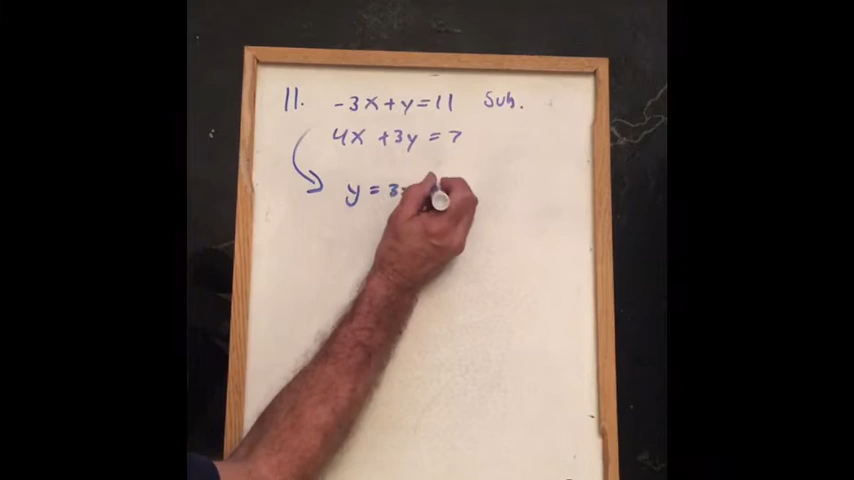 11. -3x+y=11 Sub.
4x +3y = 7
y = 3